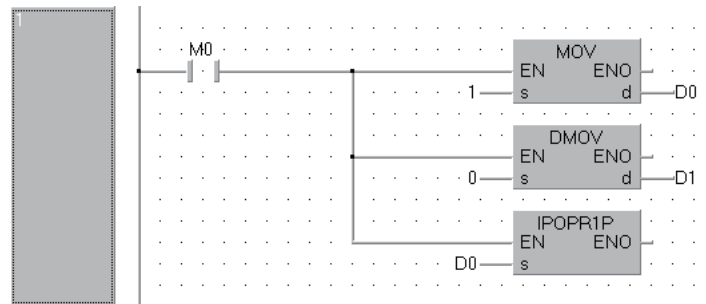 1
M0
MOV
EN ENO
1 s d D0
DMOV
EN ENO
0 s d D1
IPOPR1P
EN ENO
D0 s